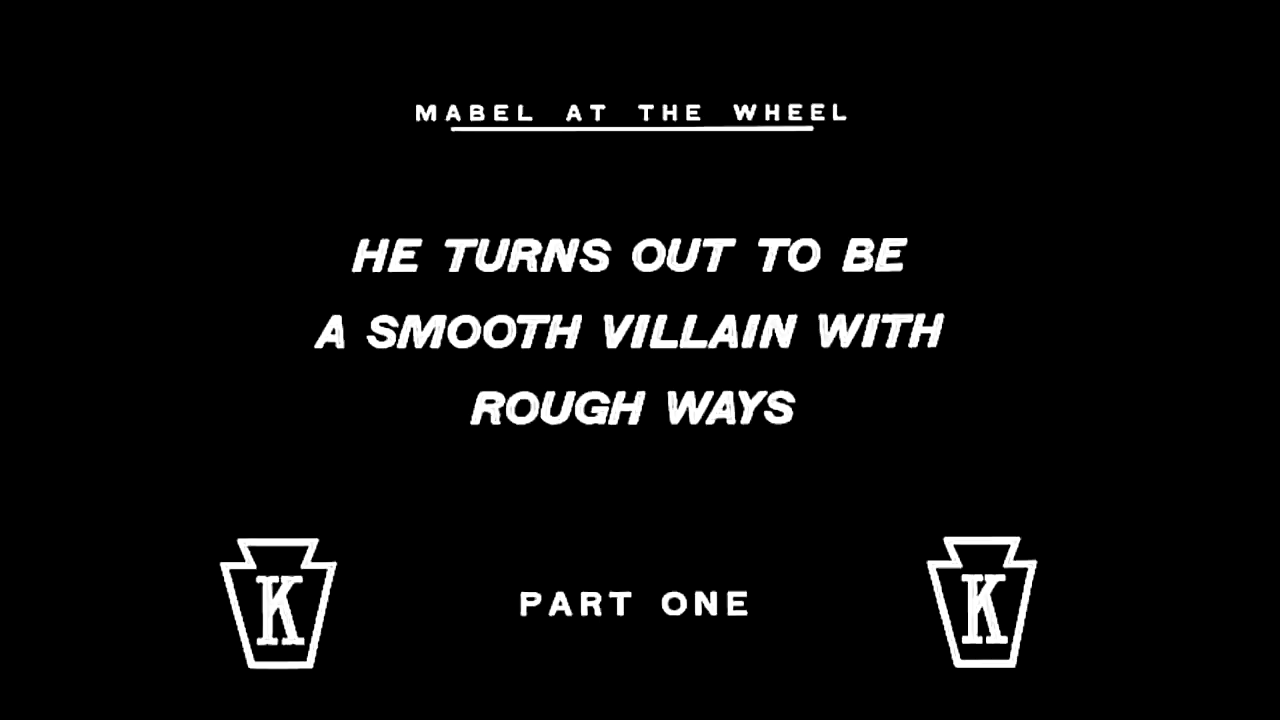 MABEL AT THE WHEEL
HE TURNS OUT TO BE
A SMOOTH VILLAIN WITH
ROUGH WAYS
K PART ONE K